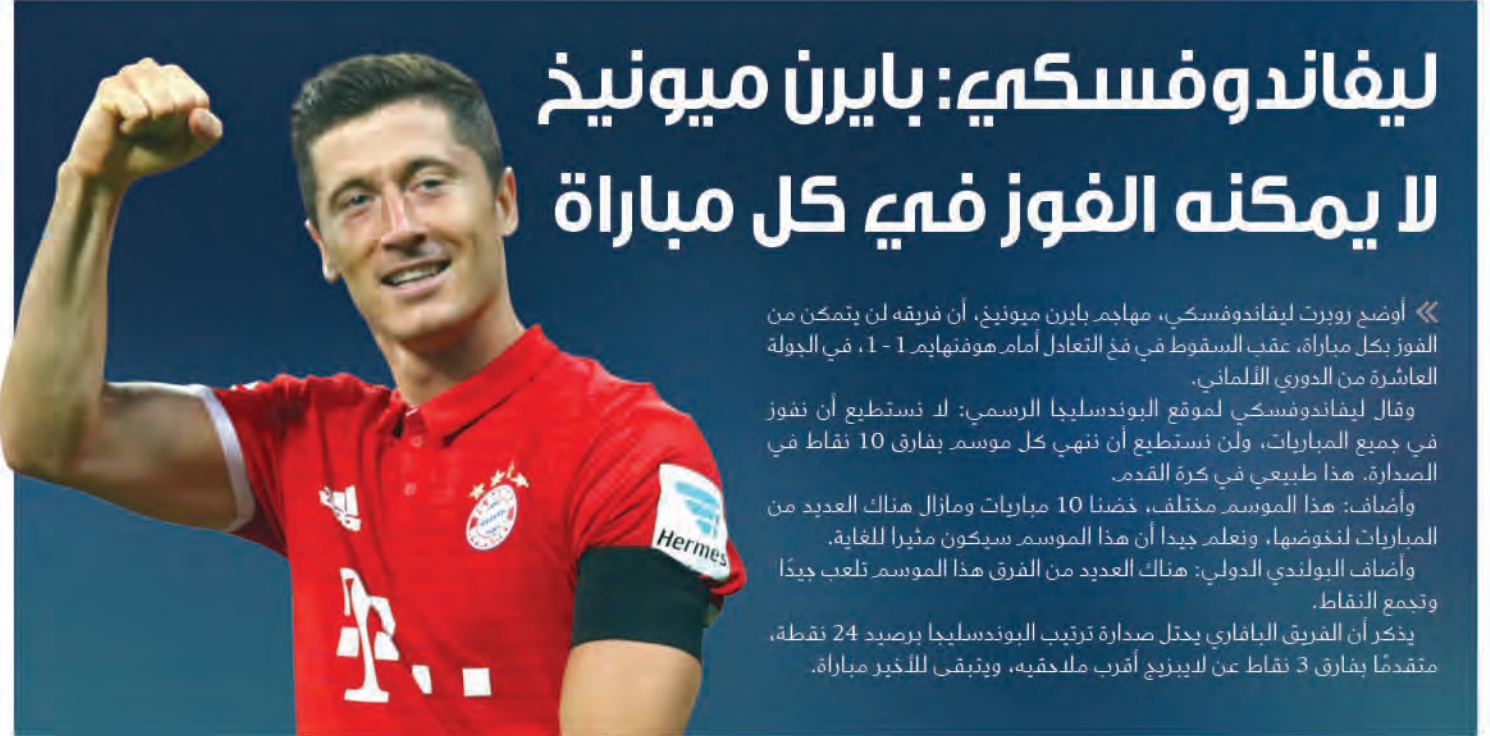 ليفاندوفسكي: بايرن ميونيخ
لا يمكنه الفوز في كل مباراة
» أوضح روبرت ليفاندوفسكي، مهاجم بايرن ميونيخ، أن فريقه لن يتمكن من
الفوز بكل مباراة، عقب السقوط في فخ التعادل أمام هوفنهايم 1 - 1، في الجولة
العاشرة من الدوري الألماني.
وقال ليفاندوفسكي لموقع البوندسليجا الرسمي: لا نستطيع أن نفوز
في جميع المباريات، ولن نستطيع أن ننهي كل موسم بفارق 10 نقاط في
الصدارة. هذا طبيعي في كرة القدم.
وأضاف: هذا الموسم مختلف، خضنا 10 مباريات ومازال هناك العديد من
المباريات لنخوضها، ونعلم جيدا أن هذا الموسم سيكون مثيرا للغاية.
وأضاف البولندي الدولي: هناك العديد من الفرق هذا الموسم تلعب جيدًا
وتجمع النقاط.
يذكر أن الفريق البافاري يحتل صدارة ترتيب البوندسليجا برصيد 24 نقطة،
متقدمًا بفارق 3 نقاط عن لايبزيج أقرب ملاحقيه، ويتبقى للأخير مباراة.
Hermes
T